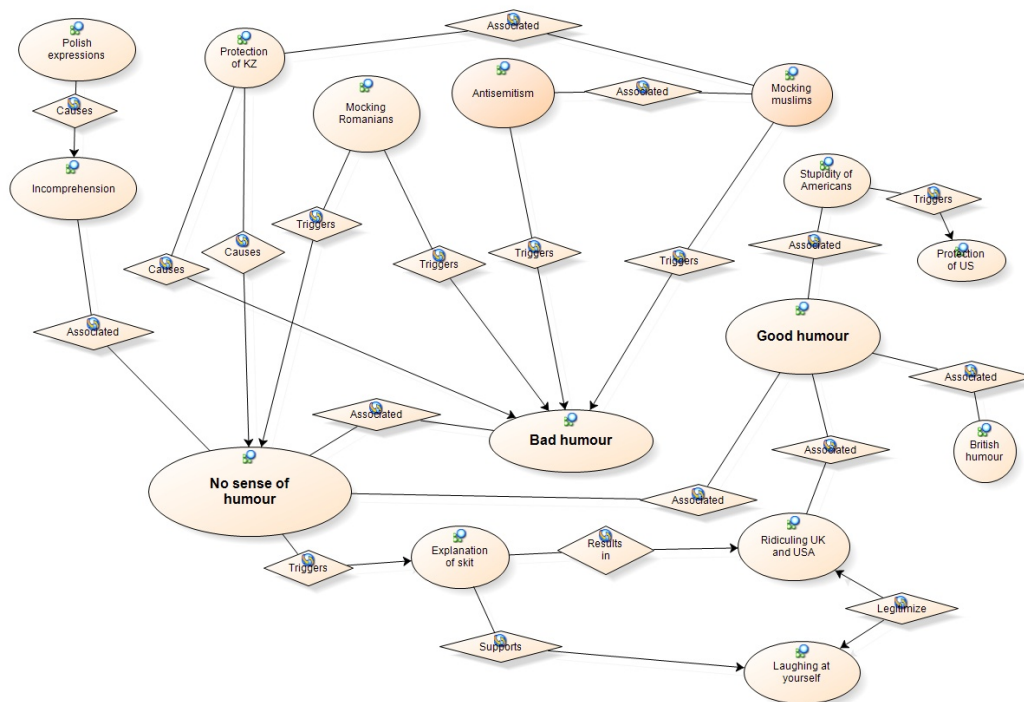 Associated
Polish
expressions
Protection
of KZ
Antisemitism
Associated
Mocking
muslims
Causes
Mocking
Romanians
Incomprehension
Stupidity of
Americans
Triggers
Triggers
Causes
Associated
Protection
of US
Causes
Triggers
Triggers
Triggers
Associated
Good humour
Associated
Associated
Bad humour
British
humour
Associated
No sense of
humour
Associated
Explanation
of skit
Results
in
Ridiculing UK
and USA
Triggers
Legitimize
Supports
Laughing at
yourself